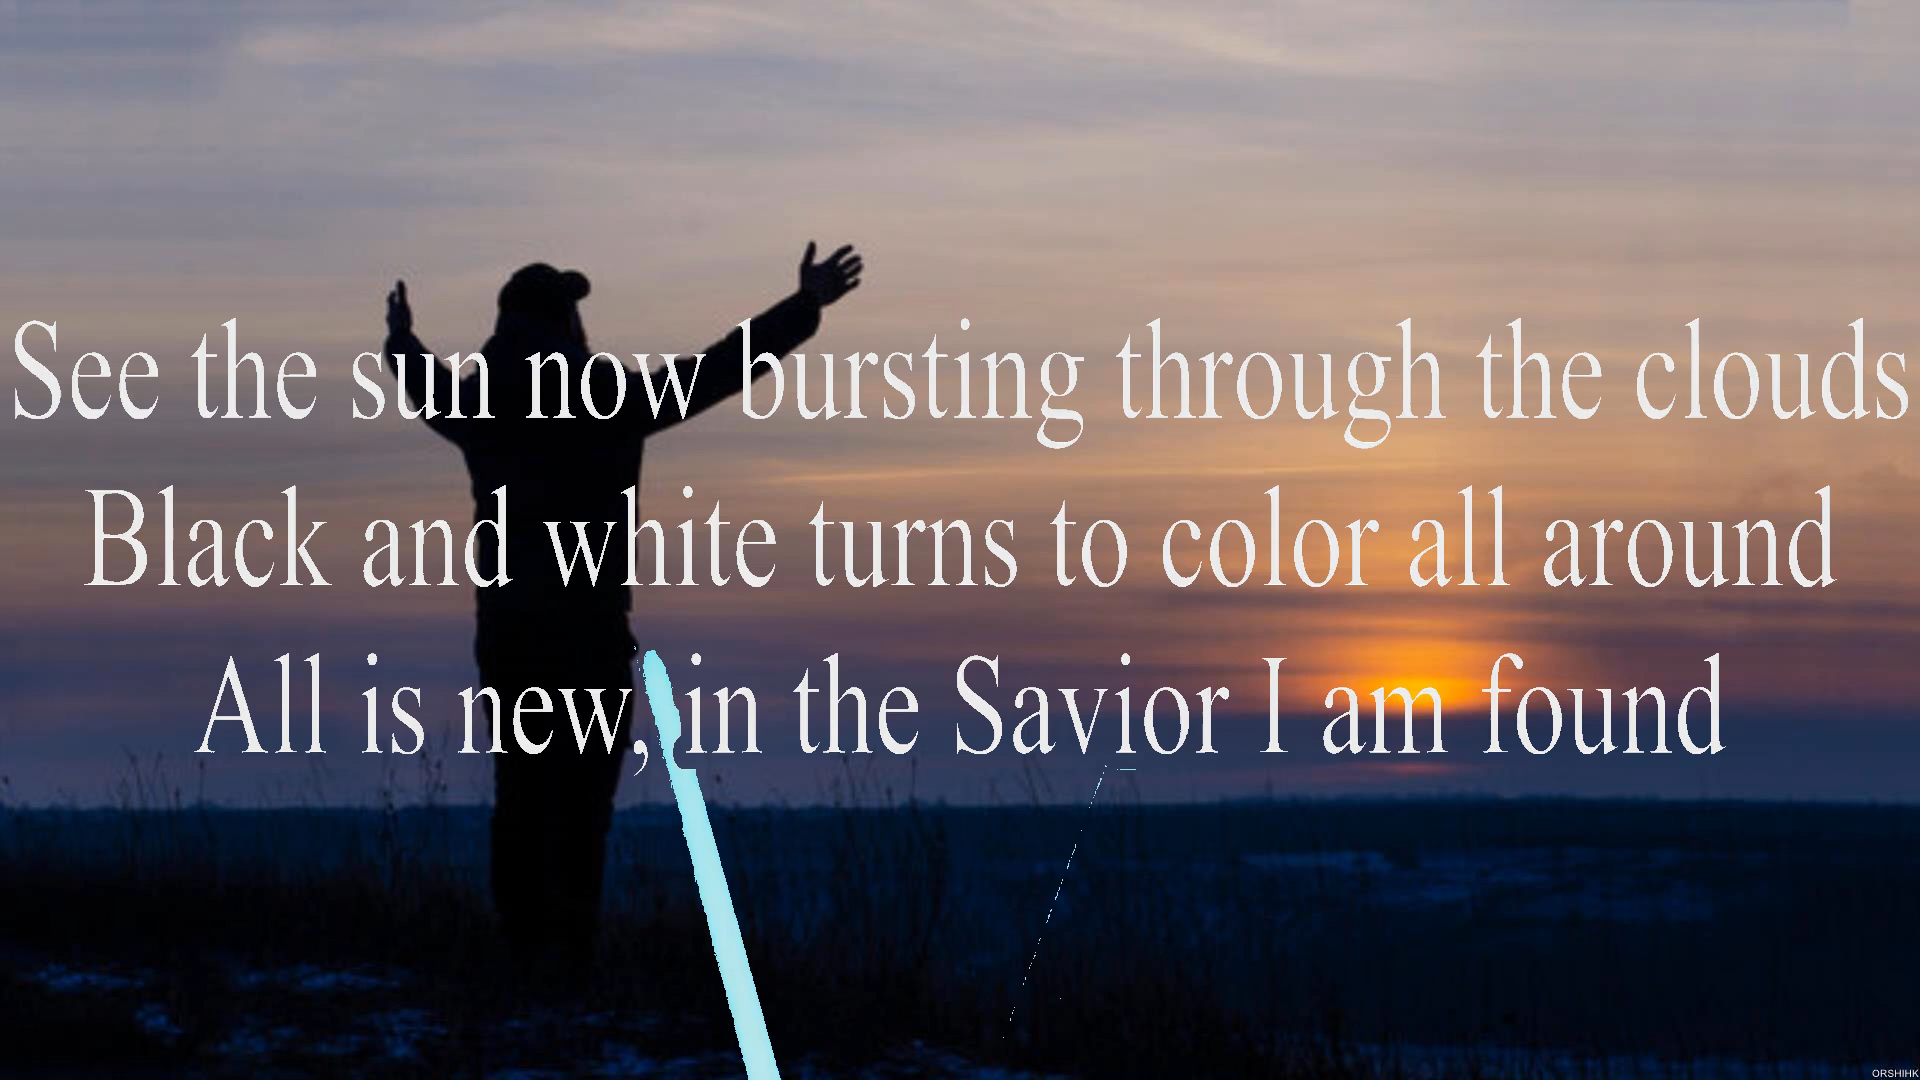 See the sun now bursting through the clouds
Black and white turns to color all around
All is new, in the Savior I am found
ORSHIHK